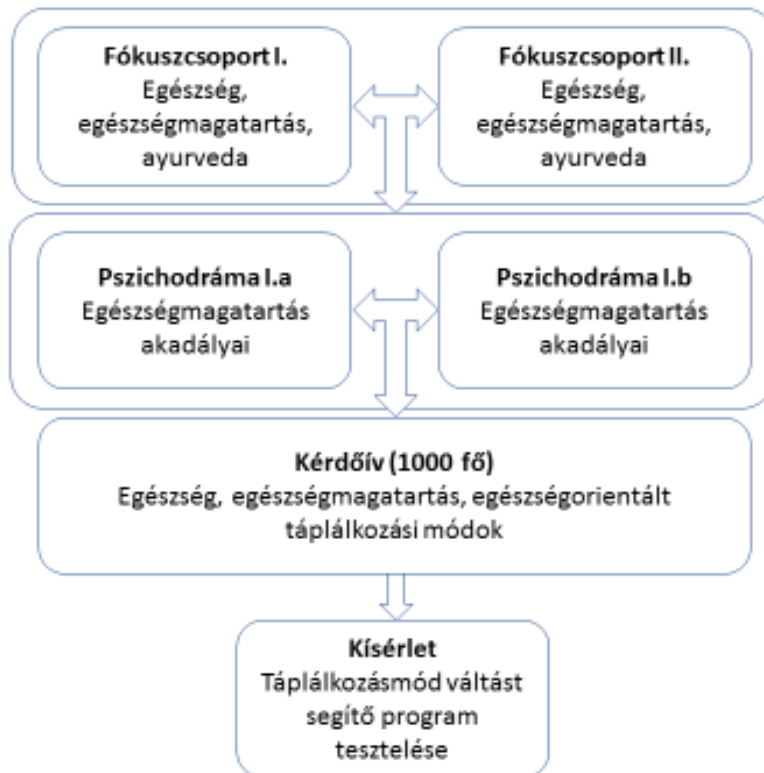 Fókuszcsoport I.
Egészség,
egészségmagatartás,
ayurveda
Fókuszcsoport II.
Egészség,
egészségmagatartás,
ayurveda
Pszichodráma I.a
Egészségmagatartás
akadályai
Pszichodráma I.b
Egészségmagatartás
akadályai
Kérdőív (1000 fő)
Egészség, egészségmagatartás, egészségorientált
táplálkozási módok
Kísérlet
Táplálkozásmód váltást
segítő program
tesztelése